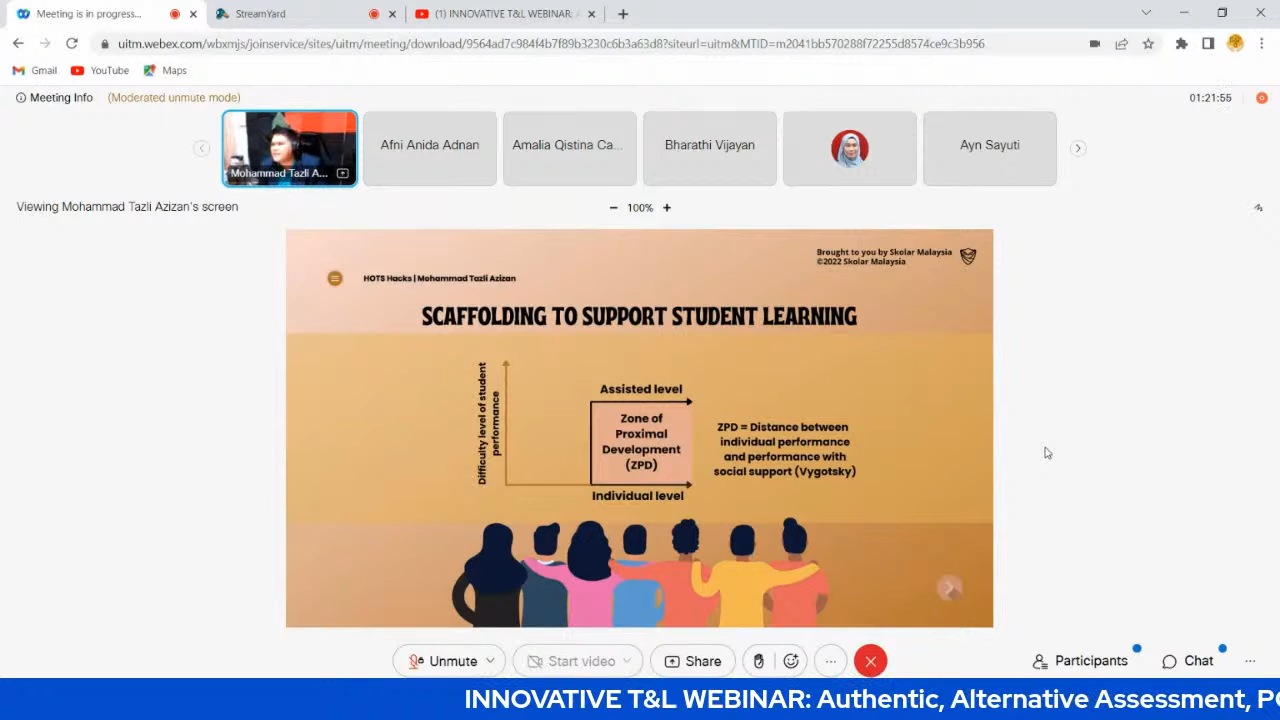 Meeting is in progress...
StreamYard
(1) INNOVATIVE T&L WEBINAR: A
uitm.webex.com/wbxmjs/joinservice/sites/uitm/meeting/download/9564ad7c984f4b7f89b3230c6b3a63d8?siteurl=uitm&MTID=m2041bb570288f72255d8574ce9c3b956
Gmail
YouTube
Maps
Meeting Info
(Moderated unmute mode)
01:21:55
Mohammad Tazli A...
Afni Anida Adnan
Amalia Qistina Ca...
Bharathi Vijayan
Ayn Sayuti
Viewing Mohammad Tazli Azizan's screen
− 100% +
Brought to you by Skolar Malaysia
©2022 Skolar Malaysia
HOTS Hacks | Mohammad Tazli Azizan
SCAFFOLDING TO SUPPORT STUDENT LEARNING
Difficulty level of student
performance
Assisted level
Zone of
Proximal
Development
(ZPD)
Individual level
ZPD = Distance between
individual performance
and performance with
social support (Vygotsky)
Unmute
Start video
Share
Participants
Chat
INNOVATIVE T&L WEBINAR: Authentic, Alternative Assessment, PO